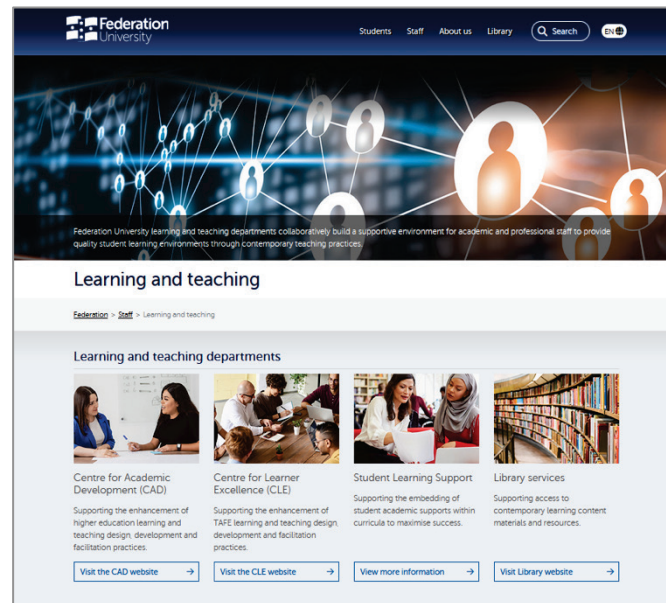 Federation
University
Students Staff About us Library Search EN
Federation University learning and teaching departments collaboratively build a supportive environment for academic and professional staff to provide
quality student learning environments through contemporary teaching practices.
Learning and teaching
Federation > Staff > Learning and teaching
Learning and teaching departments
Centre for Academic
Development (CAD)
Supporting the enhancement of
higher education learning and
teaching design, development and
facilitation practices.
Visit the CAD website →
Centre for Learner
Excellence (CLE)
Supporting the enhancement of
TAFE learning and teaching design,
development and facilitation
practices.
Visit the CLE website →
Student Learning Support
Supporting the embedding of
student academic supports within
curricula to maximise success.
View more information →
Library services
Supporting access to
contemporary learning content
materials and resources.
Visit Library website →